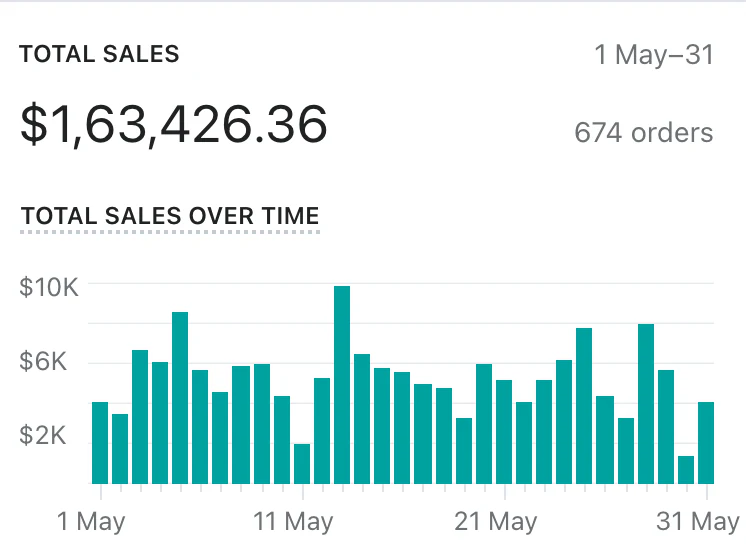 TOTAL SALES 1 May–31
$1,63,426.36 674 orders
TOTAL SALES OVER TIME
$10K
$6K
$2K
1 May 11 May 21 May 31 May